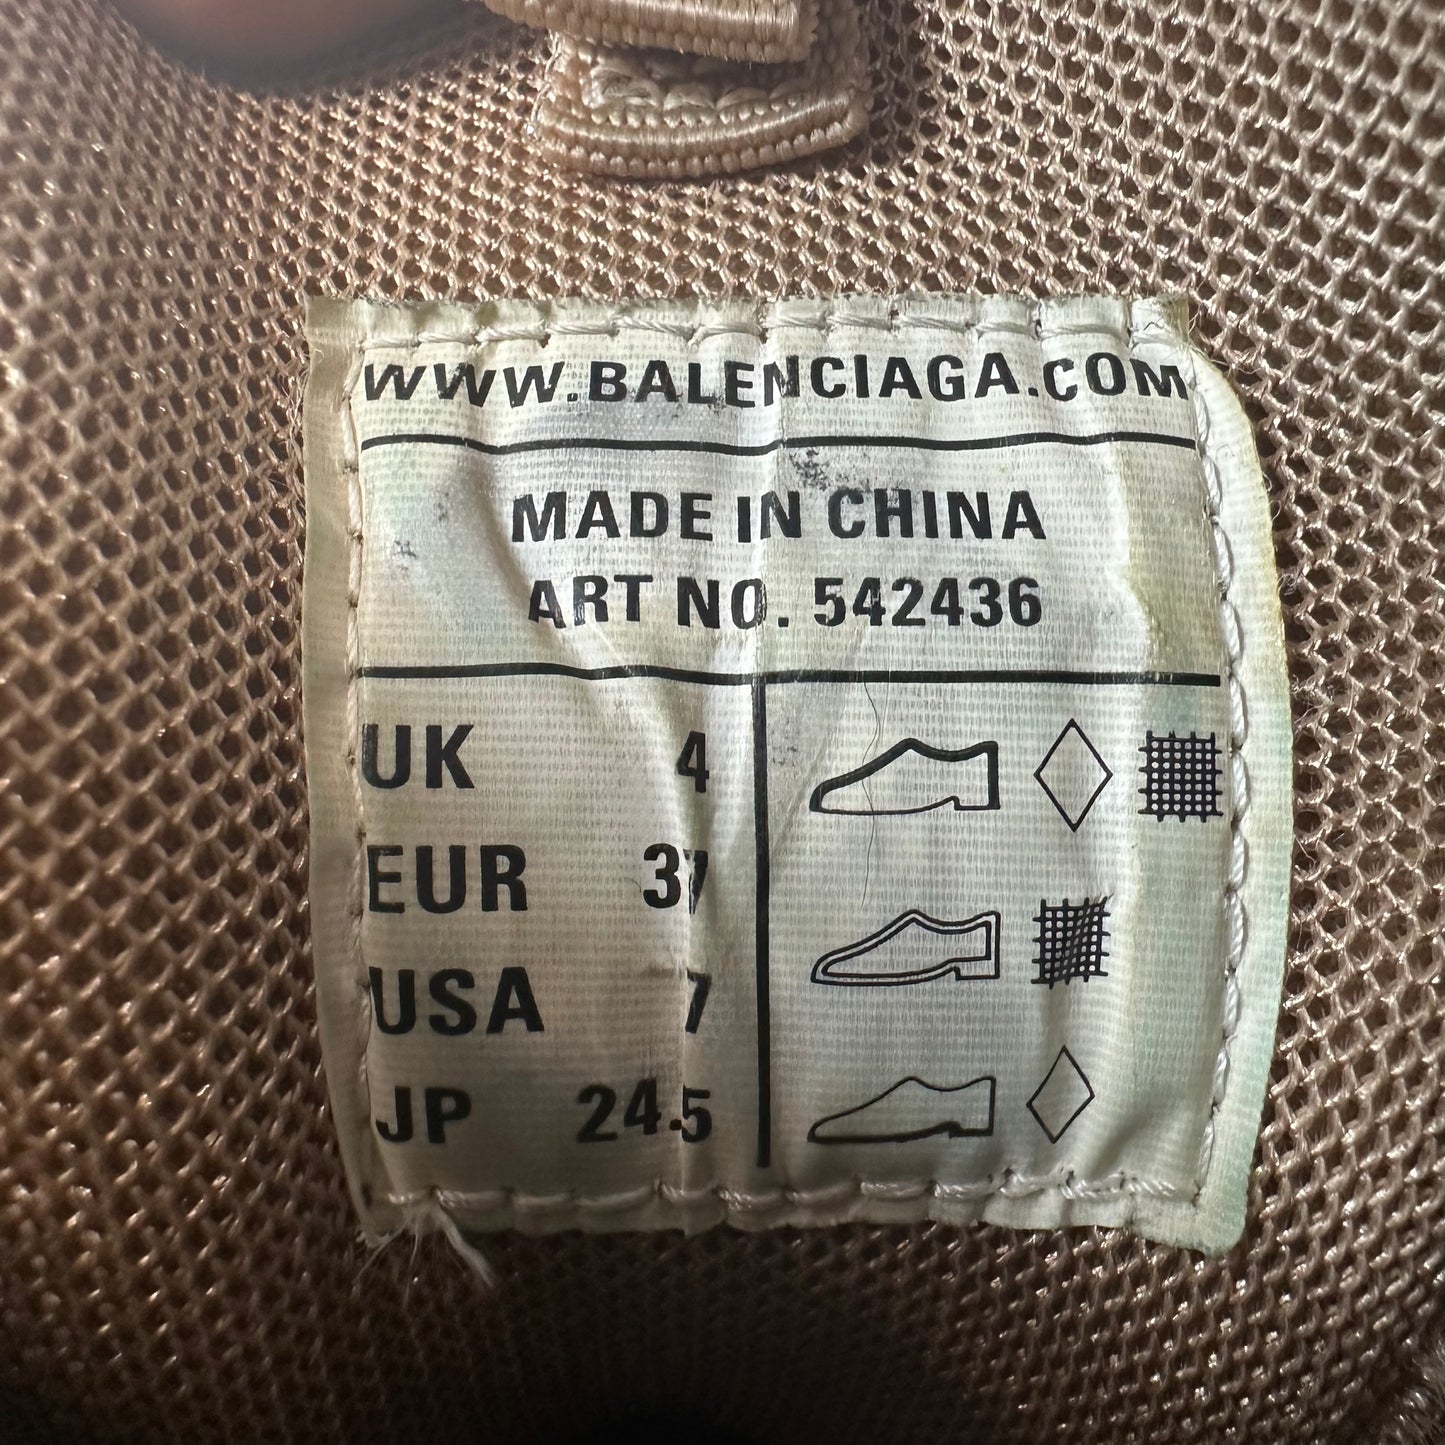 WWW.BALENCIAGA.COM
MADE IN CHINA
ART NO. 542436
UK 4
EUR 37
USA 7
JP 24.5